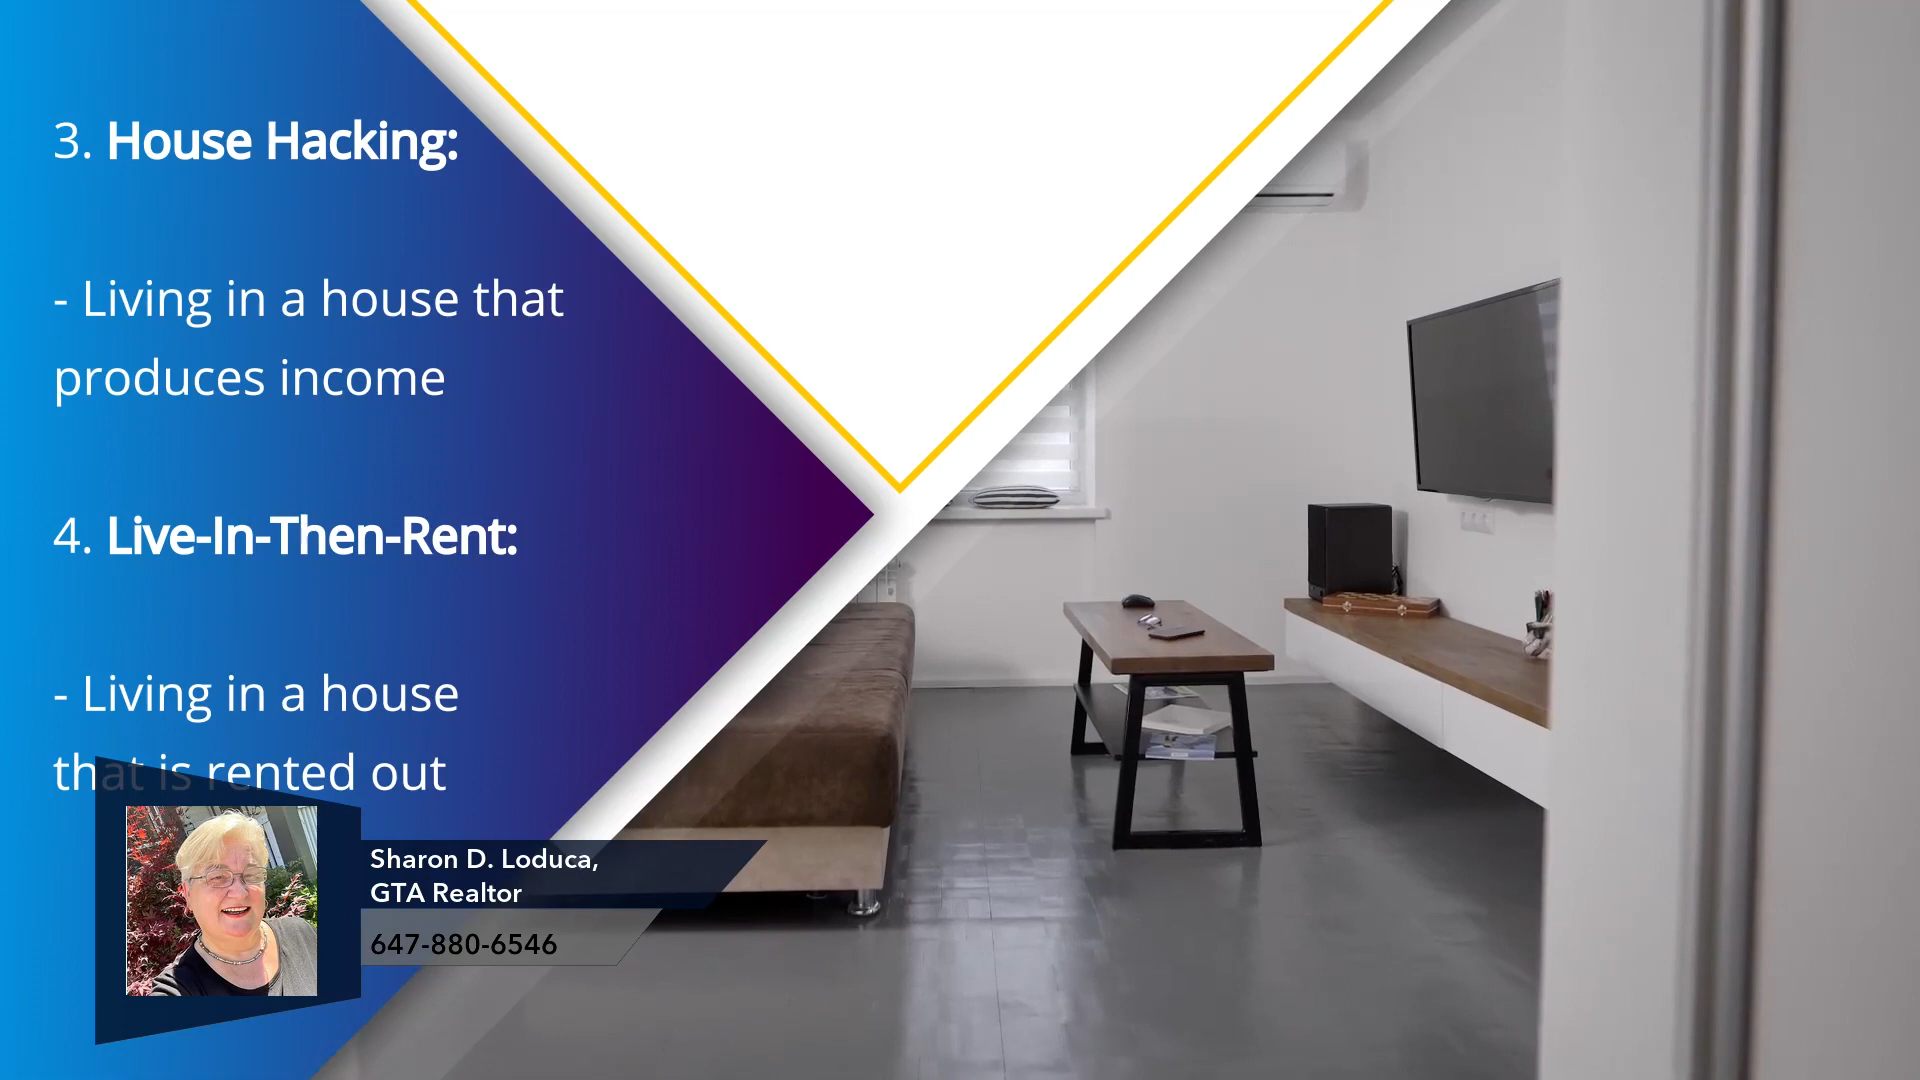 3. House Hacking:
- Living in a house that
produces income
4. Live-In-Then-Rent:
- Living in a house
that is rented out
Sharon D. Loduca,
GTA Realtor
647-880-6546